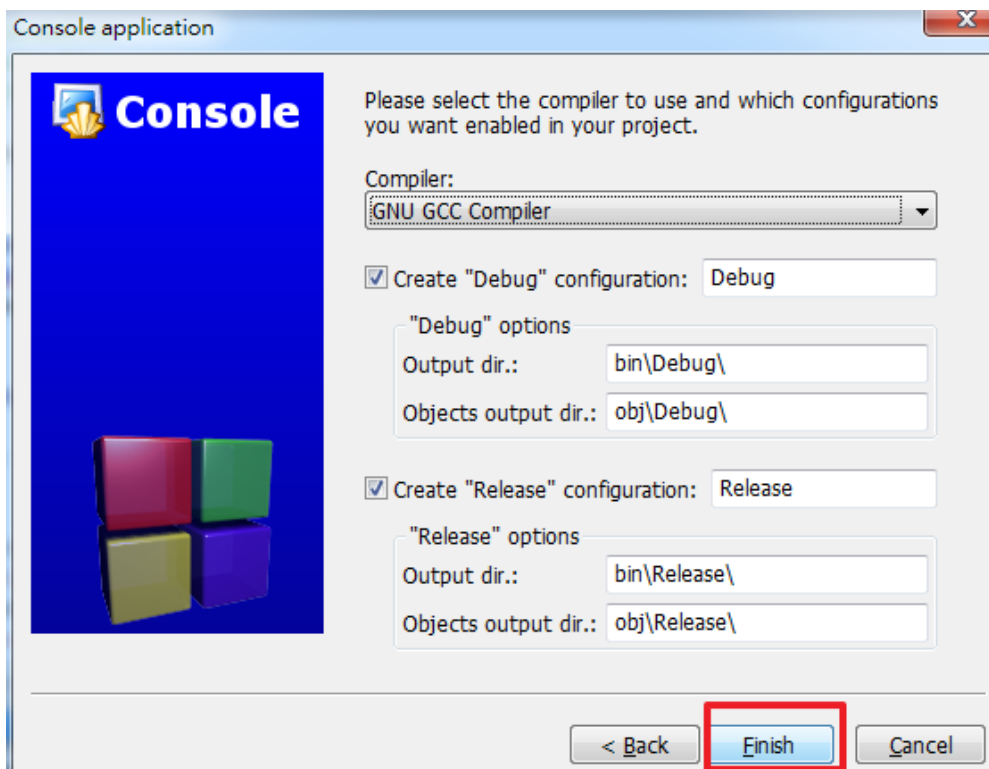 Console application
Console
Please select the compiler to use and which configurations
you want enabled in your project.
Compiler:
GNU GCC Compiler
Create "Debug" configuration: Debug
"Debug" options
Output dir.: bin\Debug\
Objects output dir.: obj\Debug\
Create "Release" configuration: Release
"Release" options
Output dir.: bin\Release\
Objects output dir.: obj\Release\
< Back Finish Cancel